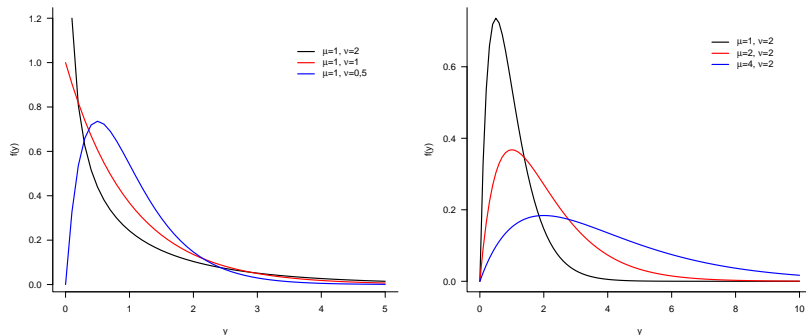 1.2
1.0
0.8
0.6
0.4
0.2
0.0
f(y)
μ=1, ν=2
μ=1, ν=1
μ=1, ν=0,5
0 1 2 3 4 5
y
0.6
0.4
0.2
0.0
f(y)
μ=1, ν=2
μ=2, ν=2
μ=4, ν=2
0 2 4 6 8 10
y